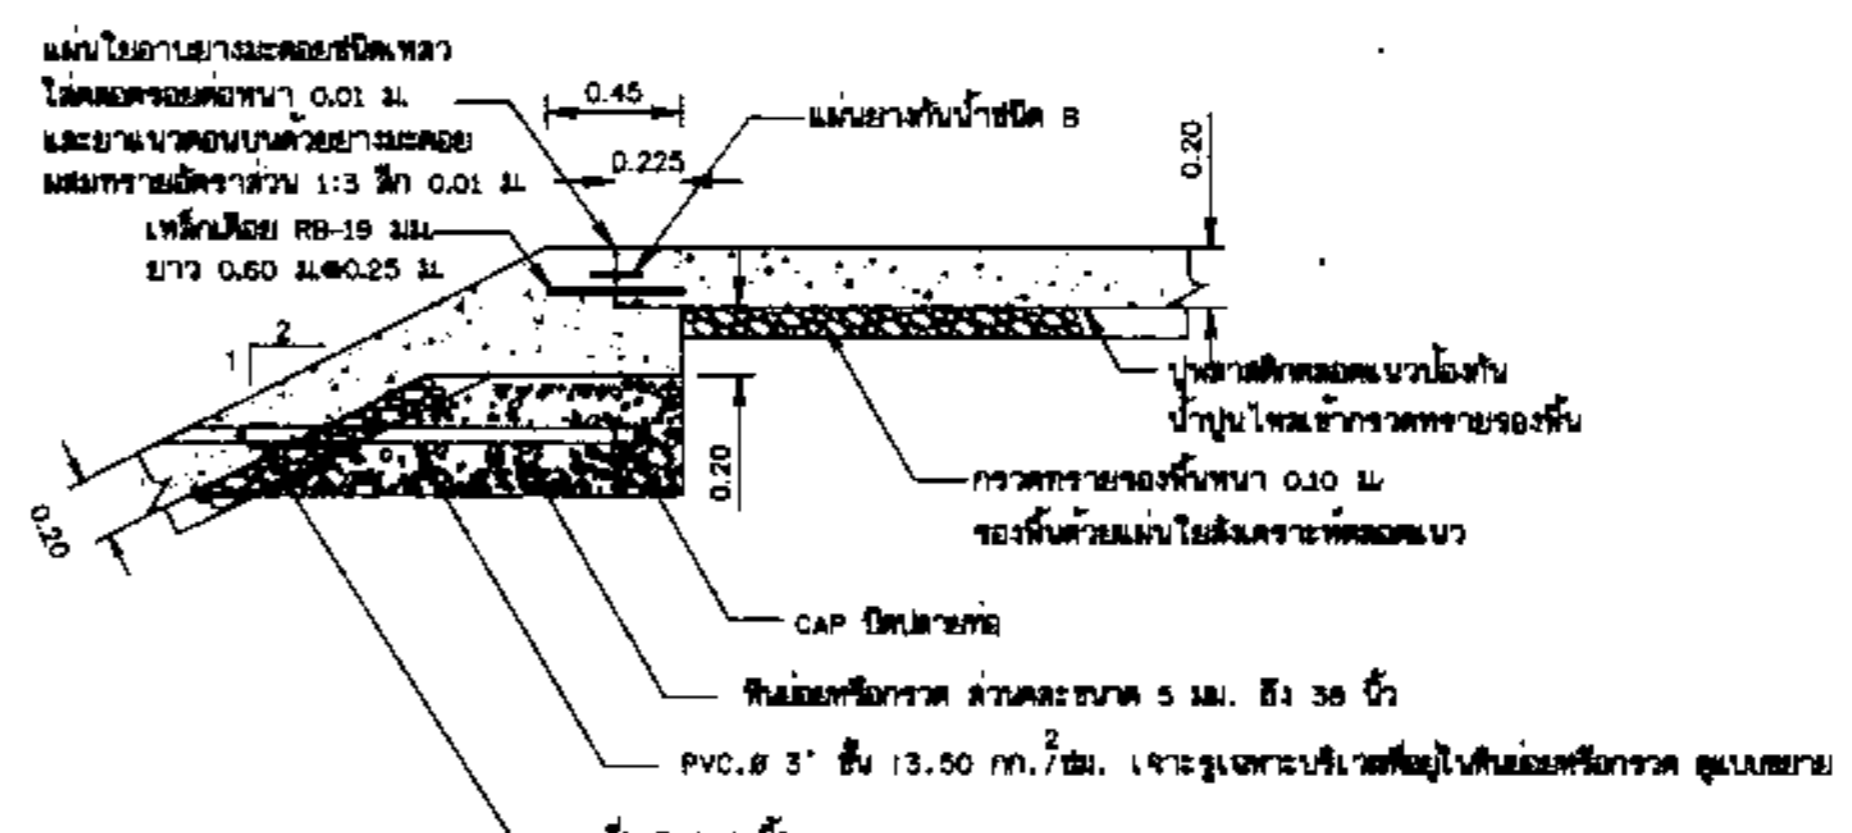 แผ่นใยอาบยางมะตอยชนิดเหลว
ใส่ตลอดรอยต่อหนา 0.01 ม.
และยาแนวตอนบนด้วยยางมะตอย
ผสมทรายอัตราส่วน 1:3 ลึก 0.01 ม.
เหล็กเดือย RB-19 มม.
ยาว 0.60 ม.@0.25 ม.
0.45
0.225
แผ่นยางกันน้ำชนิด B
0.20
2
1
0.20
0.20
ปูพลาสติกตลอดแนวป้องกัน
น้ำปูนไหลเข้ากรวดทรายรองพื้น
กรวดทรายรองพื้นหนา 0.10 ม.
รองพื้นด้วยแผ่นใยสังเคราะห์ตลอดแนว
CAP ปิดปลายท่อ
หินย่อยหรือกรวด ส่วนคละขนาด 5 มม. ถึง 38 นิ้ว
PVC.Ø 3" ชั้น 13.50 กก./ซม.² เจาะรูเฉพาะบริเวณที่อยู่ในหินย่อยหรือกรวด ดูแบบขยาย